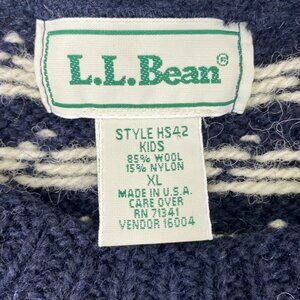 L.L.Bean®
STYLE HS42
KIDS
85% WOOL
15% NYLON
XL
MADE IN U.S.A.
CARE OVER
RN 71341
VENDOR 16004